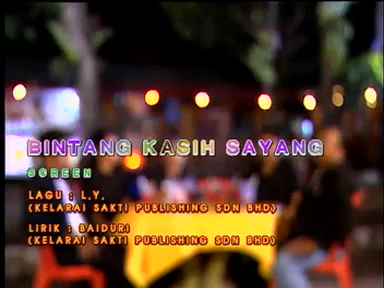 BINTANG KASIH SAYANG
SCREEN
LAGU : L.Y.
(KELARAI SAKTI PUBLISHING SDN BHD)
LIRIK : BAIDURI
(KELARAI SAKTI PUBLISHING SDN BHD)